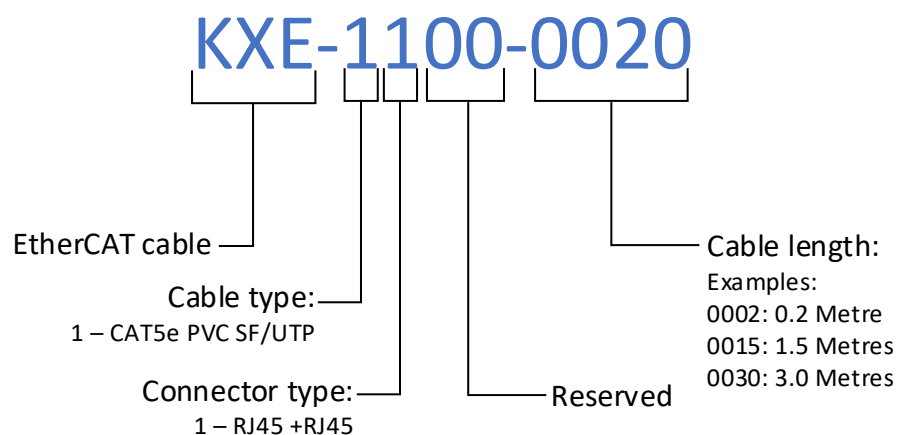 KXE-1100-0020
EtherCAT cable
Cable type:
1 – CAT5e PVC SF/UTP
Connector type:
1 – RJ45 +RJ45
Reserved
Cable length:
Examples:
0002: 0.2 Metre
0015: 1.5 Metres
0030: 3.0 Metres